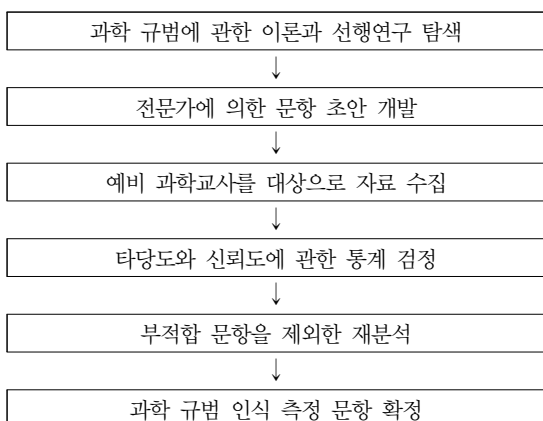 과학 규범에 관한 이론과 선행연구 탐색
↓
전문가에 의한 문항 초안 개발
↓
예비 과학교사를 대상으로 자료 수집
↓
타당도와 신뢰도에 관한 통계 검정
↓
부적합 문항을 제외한 재분석
↓
과학 규범 인식 측정 문항 확정